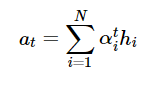 a_t = \sum_{i=1}^{N} \alpha_i^t h_i